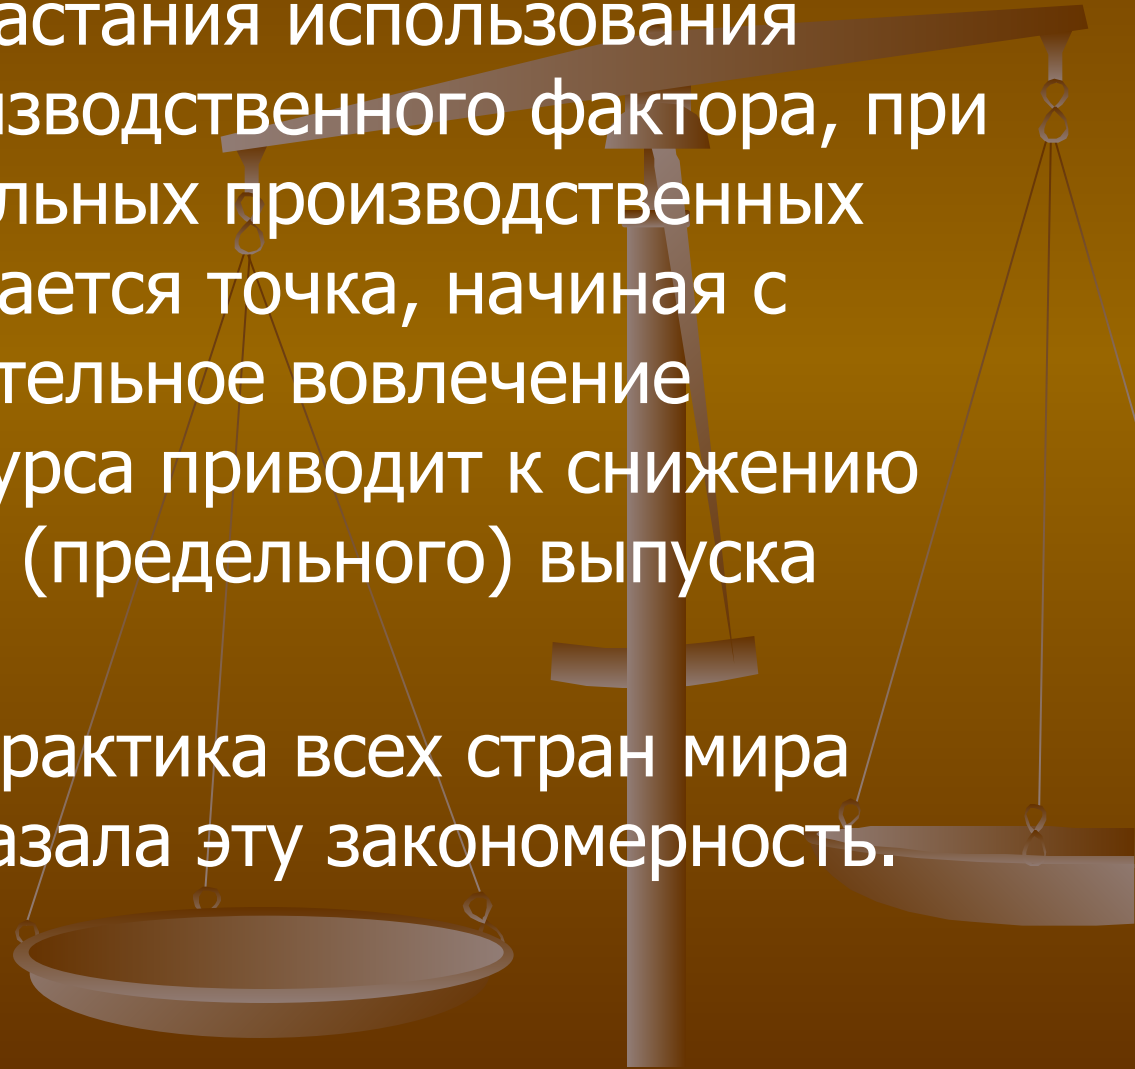 астания использования
изводственного фактора, при
льных производственных
ается точка, начиная с
тельное вовлечение
урса приводит к снижению
(предельного) выпуска
рактика всех стран мира
азала эту закономерность.